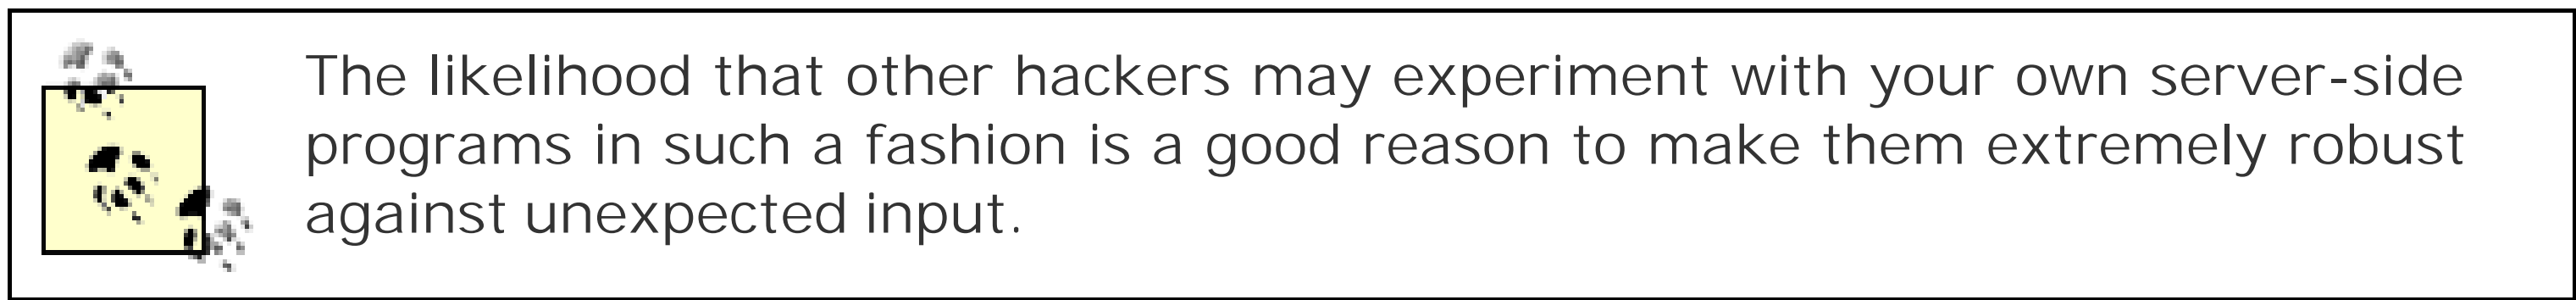 The likelihood that other hackers may experiment with your own server-side
programs in such a fashion is a good reason to make them extremely robust
against unexpected input.